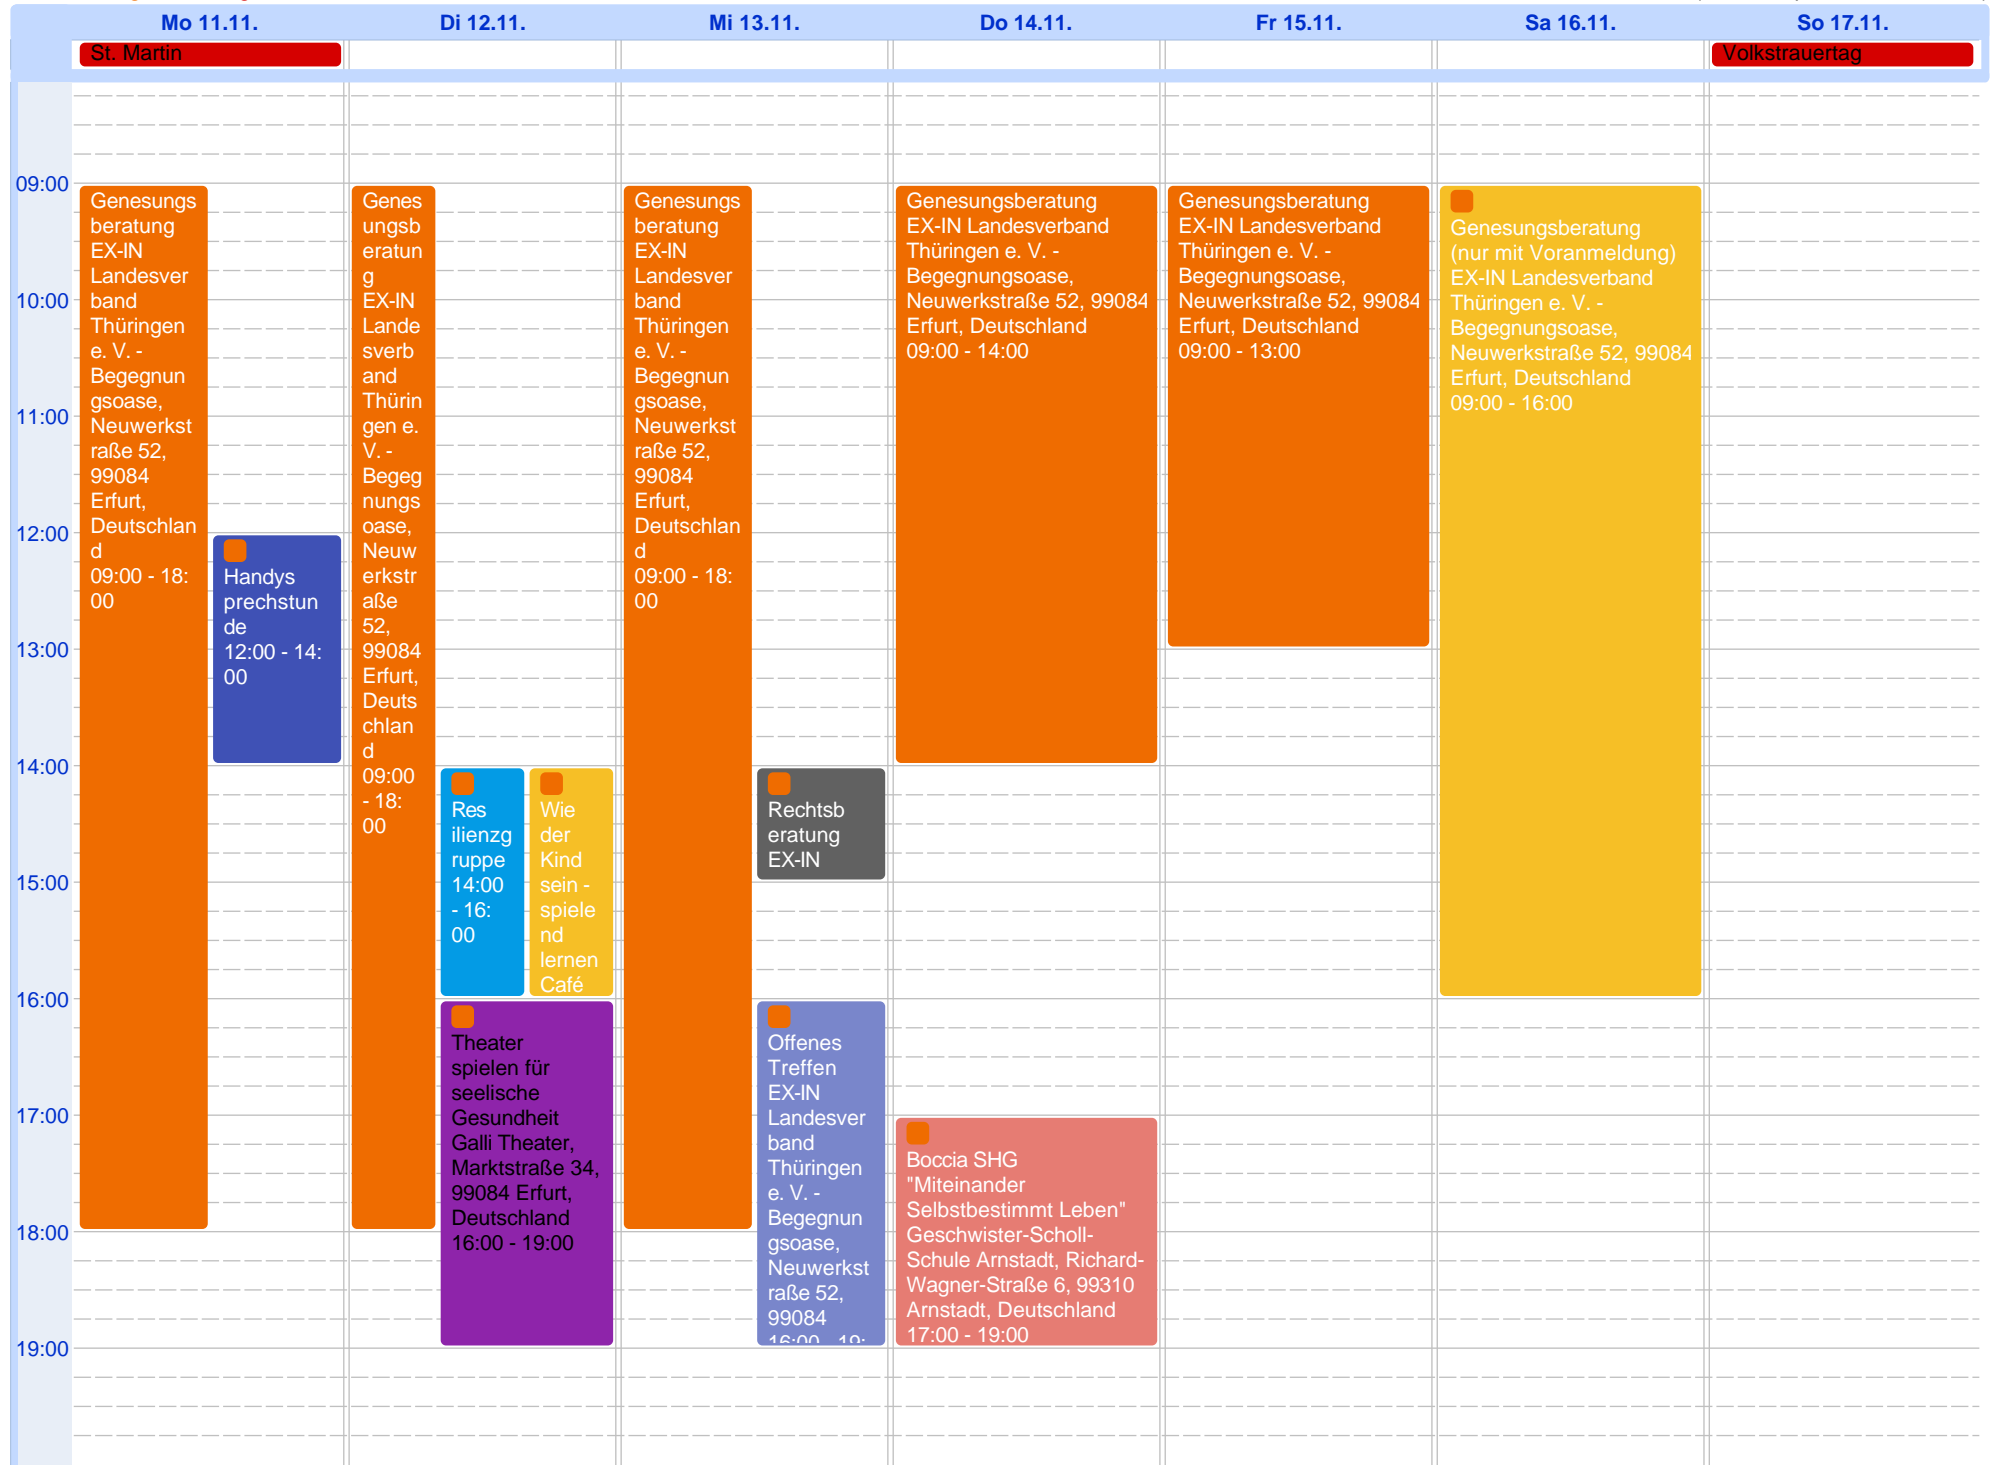 Mo 11.11.
Di 12.11.
Mi 13.11.
Do 14.11.
Fr 15.11.
Sa 16.11.
So 17.11.
St. Martin
Volkstrauertag
09:00
10:00
11:00
12:00
13:00
14:00
15:00
16:00
17:00
18:00
19:00
Genesungs
beratung
EX-IN
Landesver
band
Thüringen
e. V. -
Begegnun
gsoase,
Neuwerkst
raße 52,
99084
Erfurt,
Deutschlan
d
09:00 - 18:
00
Handys
prechstun
de
12:00 - 14:
00
Genes
ungsb
eratun
g
EX-IN
Lande
sverb
and
Thürin
gen e.
V. -
Begeg
nungs
oase,
Neuw
erkstr
aße
52,
99084
Erfurt,
Deuts
chlan
d
09:00
- 18:
00
Res
ilienzg
ruppe
14:00
- 16:
00
Wie
der
Kind
sein -
spiele
nd
lernen
Café
Theater
spielen für
seelische
Gesundheit
Galli Theater,
Marktstraße 34,
99084 Erfurt,
Deutschland
16:00 - 19:00
Genesungs
beratung
EX-IN
Landesver
band
Thüringen
e. V. -
Begegnun
gsoase,
Neuwerkst
raße 52,
99084
Erfurt,
Deutschlan
d
09:00 - 18:
00
Rechtsb
eratung
EX-IN
Offenes
Treffen
EX-IN
Landesver
band
Thüringen
e. V. -
Begegnun
gsoase,
Neuwerkst
raße 52,
99084
16:00 - 19:
Genesungsberatung
EX-IN Landesverband
Thüringen e. V. -
Begegnungsoase,
Neuwerkstraße 52, 99084
Erfurt, Deutschland
09:00 - 14:00
Boccia SHG
"Miteinander
Selbstbestimmt Leben"
Geschwister-Scholl-
Schule Arnstadt, Richard-
Wagner-Straße 6, 99310
Arnstadt, Deutschland
17:00 - 19:00
Genesungsberatung
EX-IN Landesverband
Thüringen e. V. -
Begegnungsoase,
Neuwerkstraße 52, 99084
Erfurt, Deutschland
09:00 - 13:00
Genesungsberatung
(nur mit Voranmeldung)
EX-IN Landesverband
Thüringen e. V. -
Begegnungsoase,
Neuwerkstraße 52, 99084
Erfurt, Deutschland
09:00 - 16:00